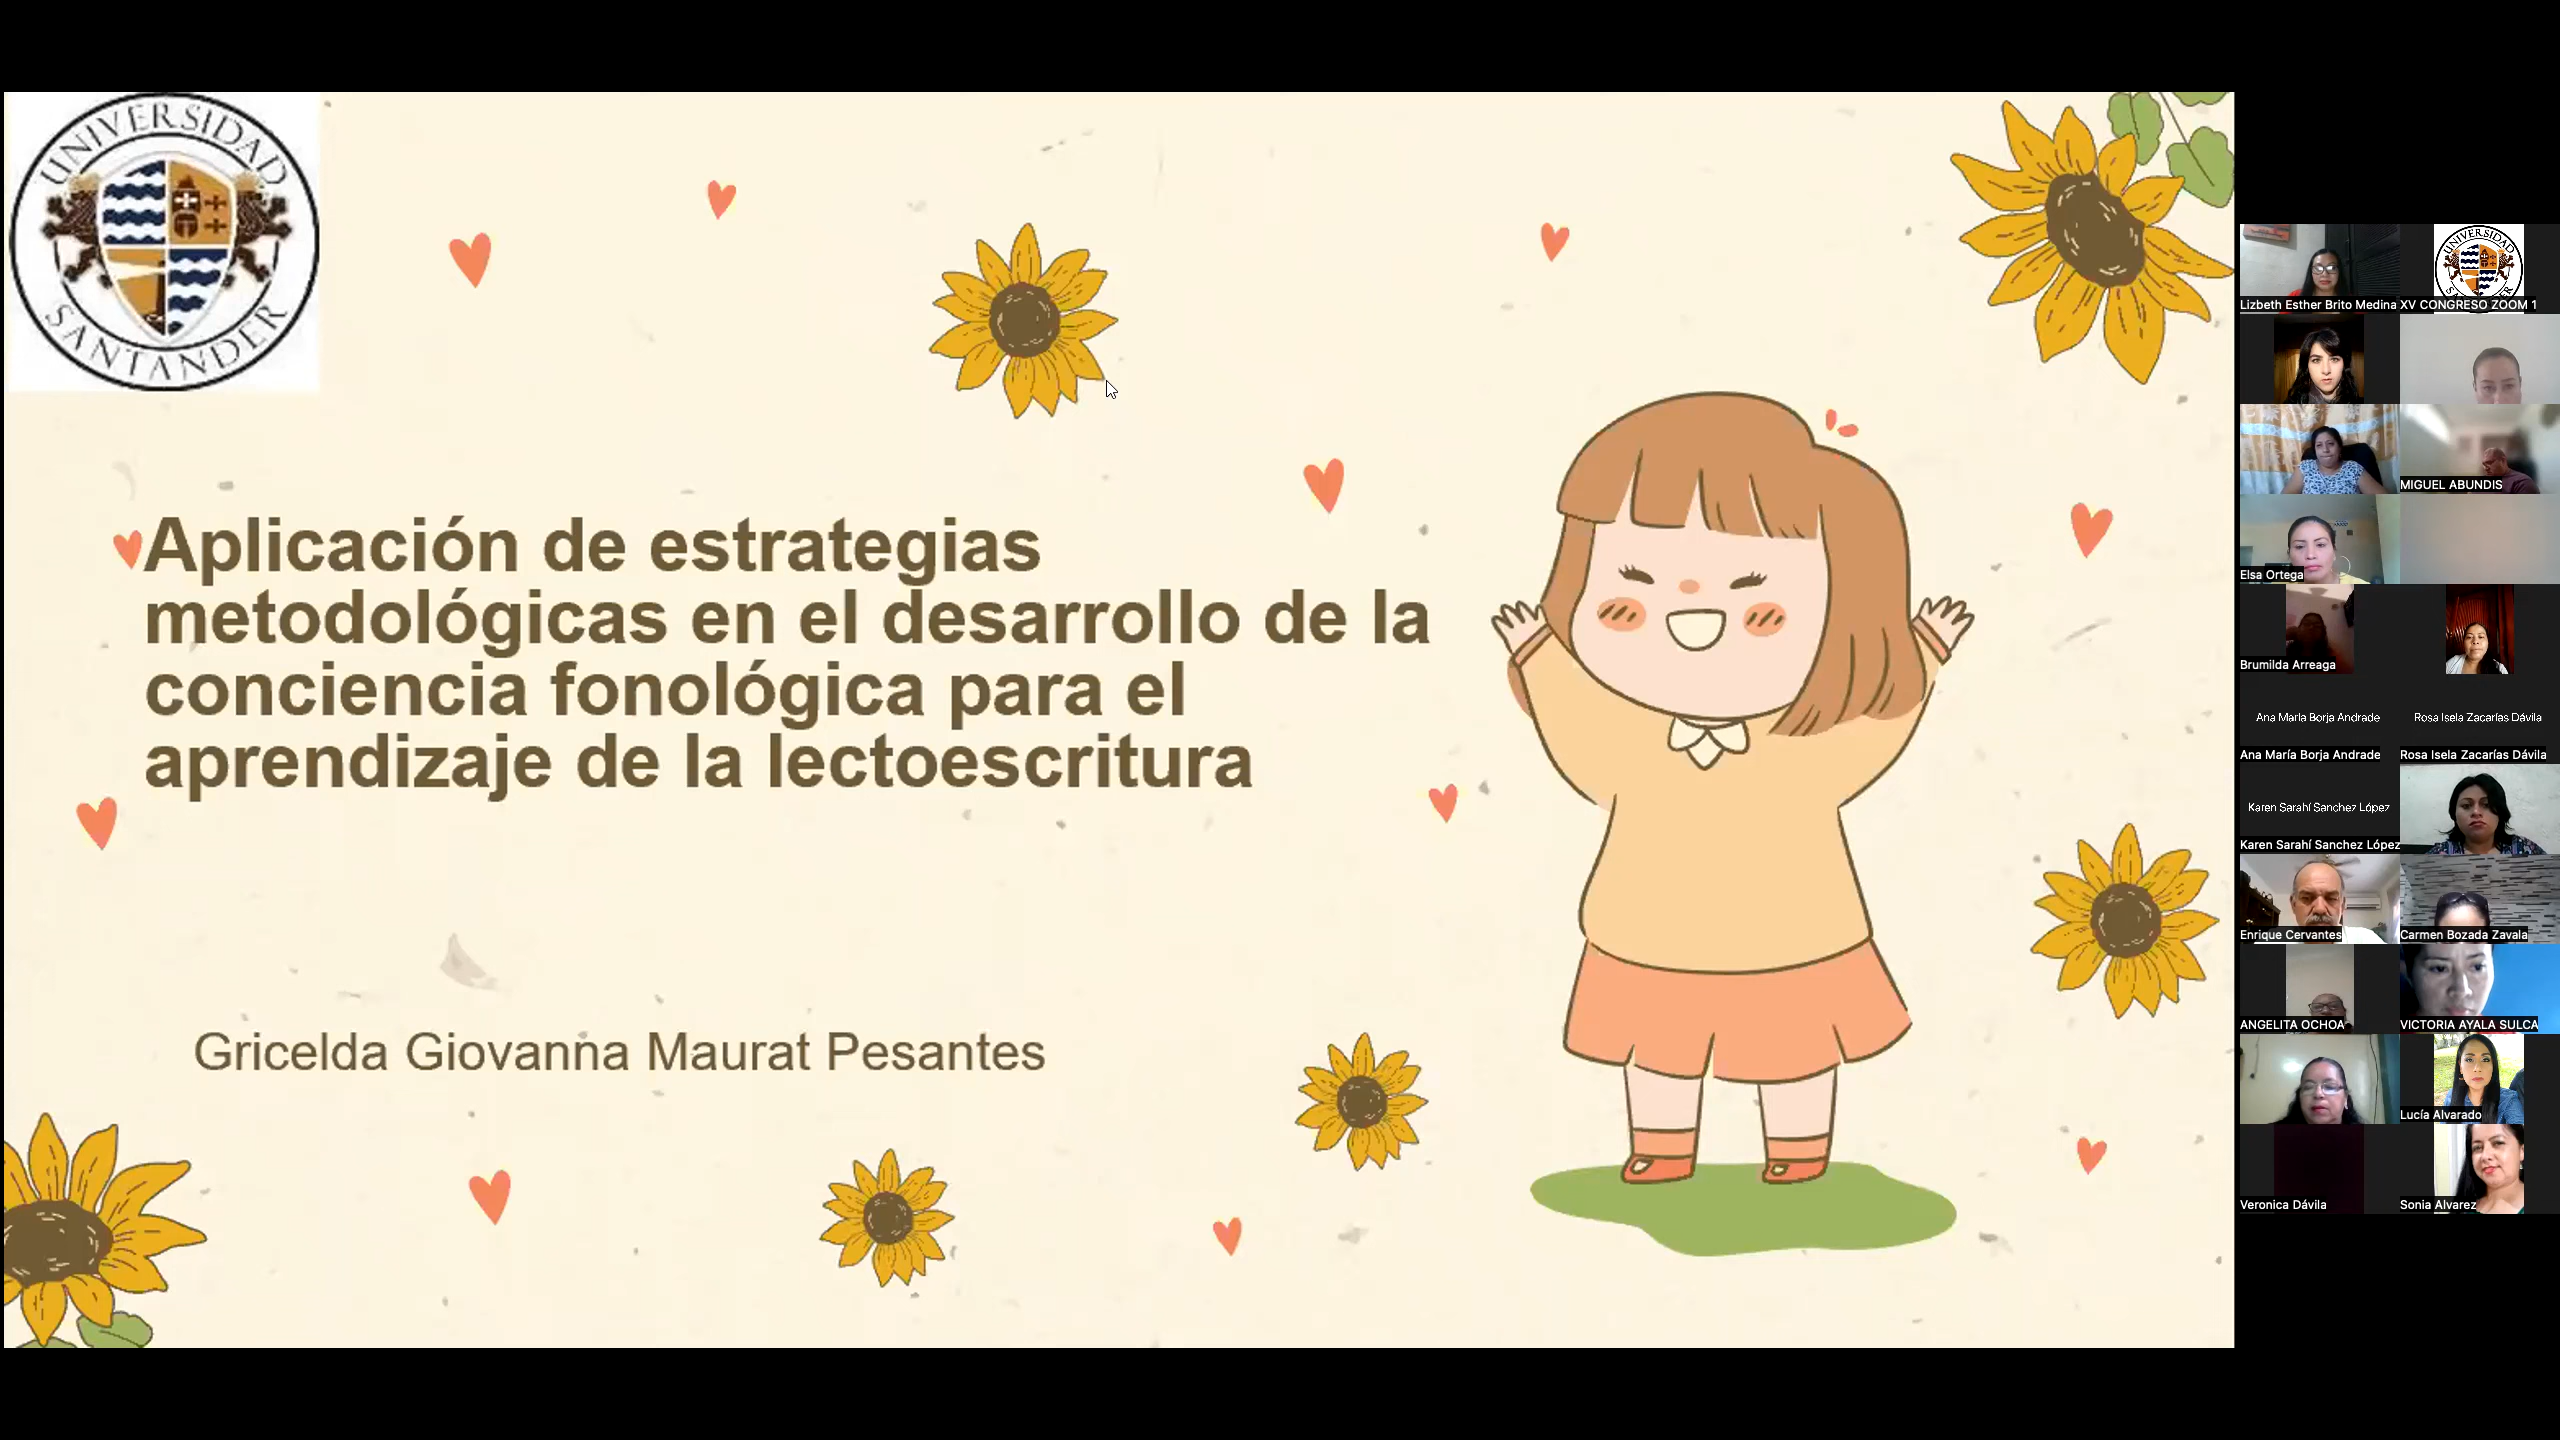 UNIVERSIDAD
SANTANDER
Aplicación de estrategias
metodológicas en el desarrollo de la
conciencia fonológica para el
aprendizaje de la lectoescritura
Gricelda Giovanna Maurat Pesantes
UNIVERSIDAD
Lizbeth Esther Brito Medina
XV CONGRESO ZOOM 1
MIGUEL ABUNDIS
Elsa Ortega
Brumilda Arreaga
Ana María Borja Andrade
Rosa Isela Zacarías Dávila
Ana María Borja Andrade
Rosa Isela Zacarías Dávila
Karen Sarahí Sanchez López
Karen Sarahí Sanchez López
Enrique Cervantes
Carmen Bozada Zavala
ANGELITA OCHOA
VICTORIA AYALA SULCA
Lucía Alvarado
Veronica Dávila
Sonia Alvarez